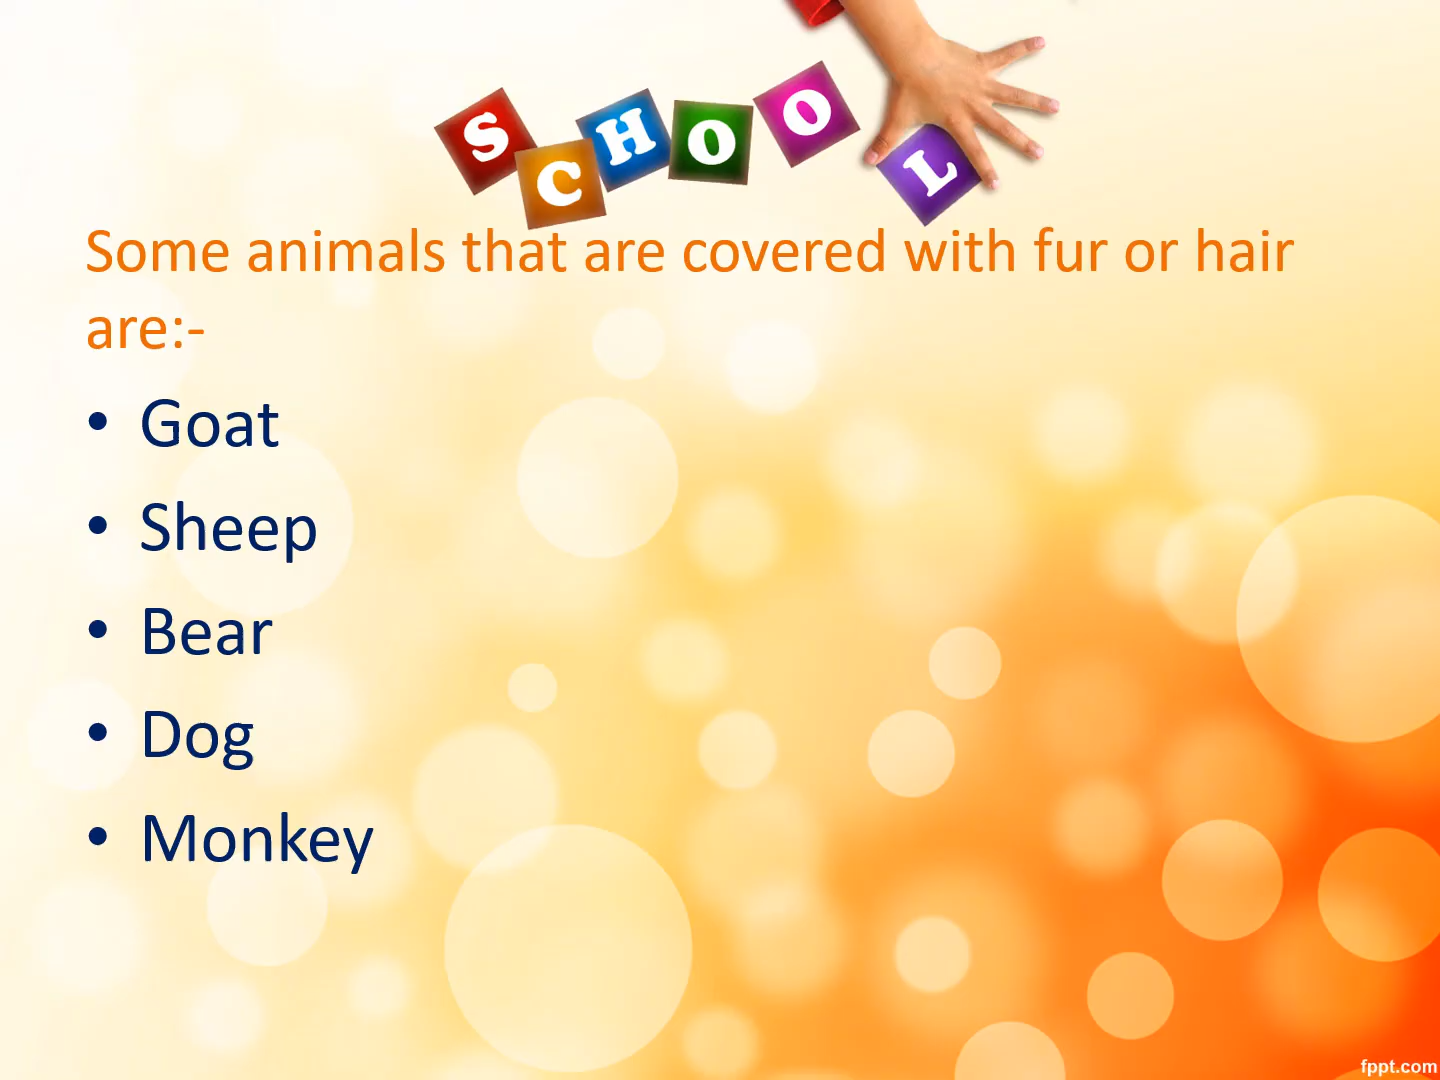 SCHOOL
Some animals that are covered with fur or hair
are:-
• Goat
• Sheep
• Bear
• Dog
• Monkey
fppt.com